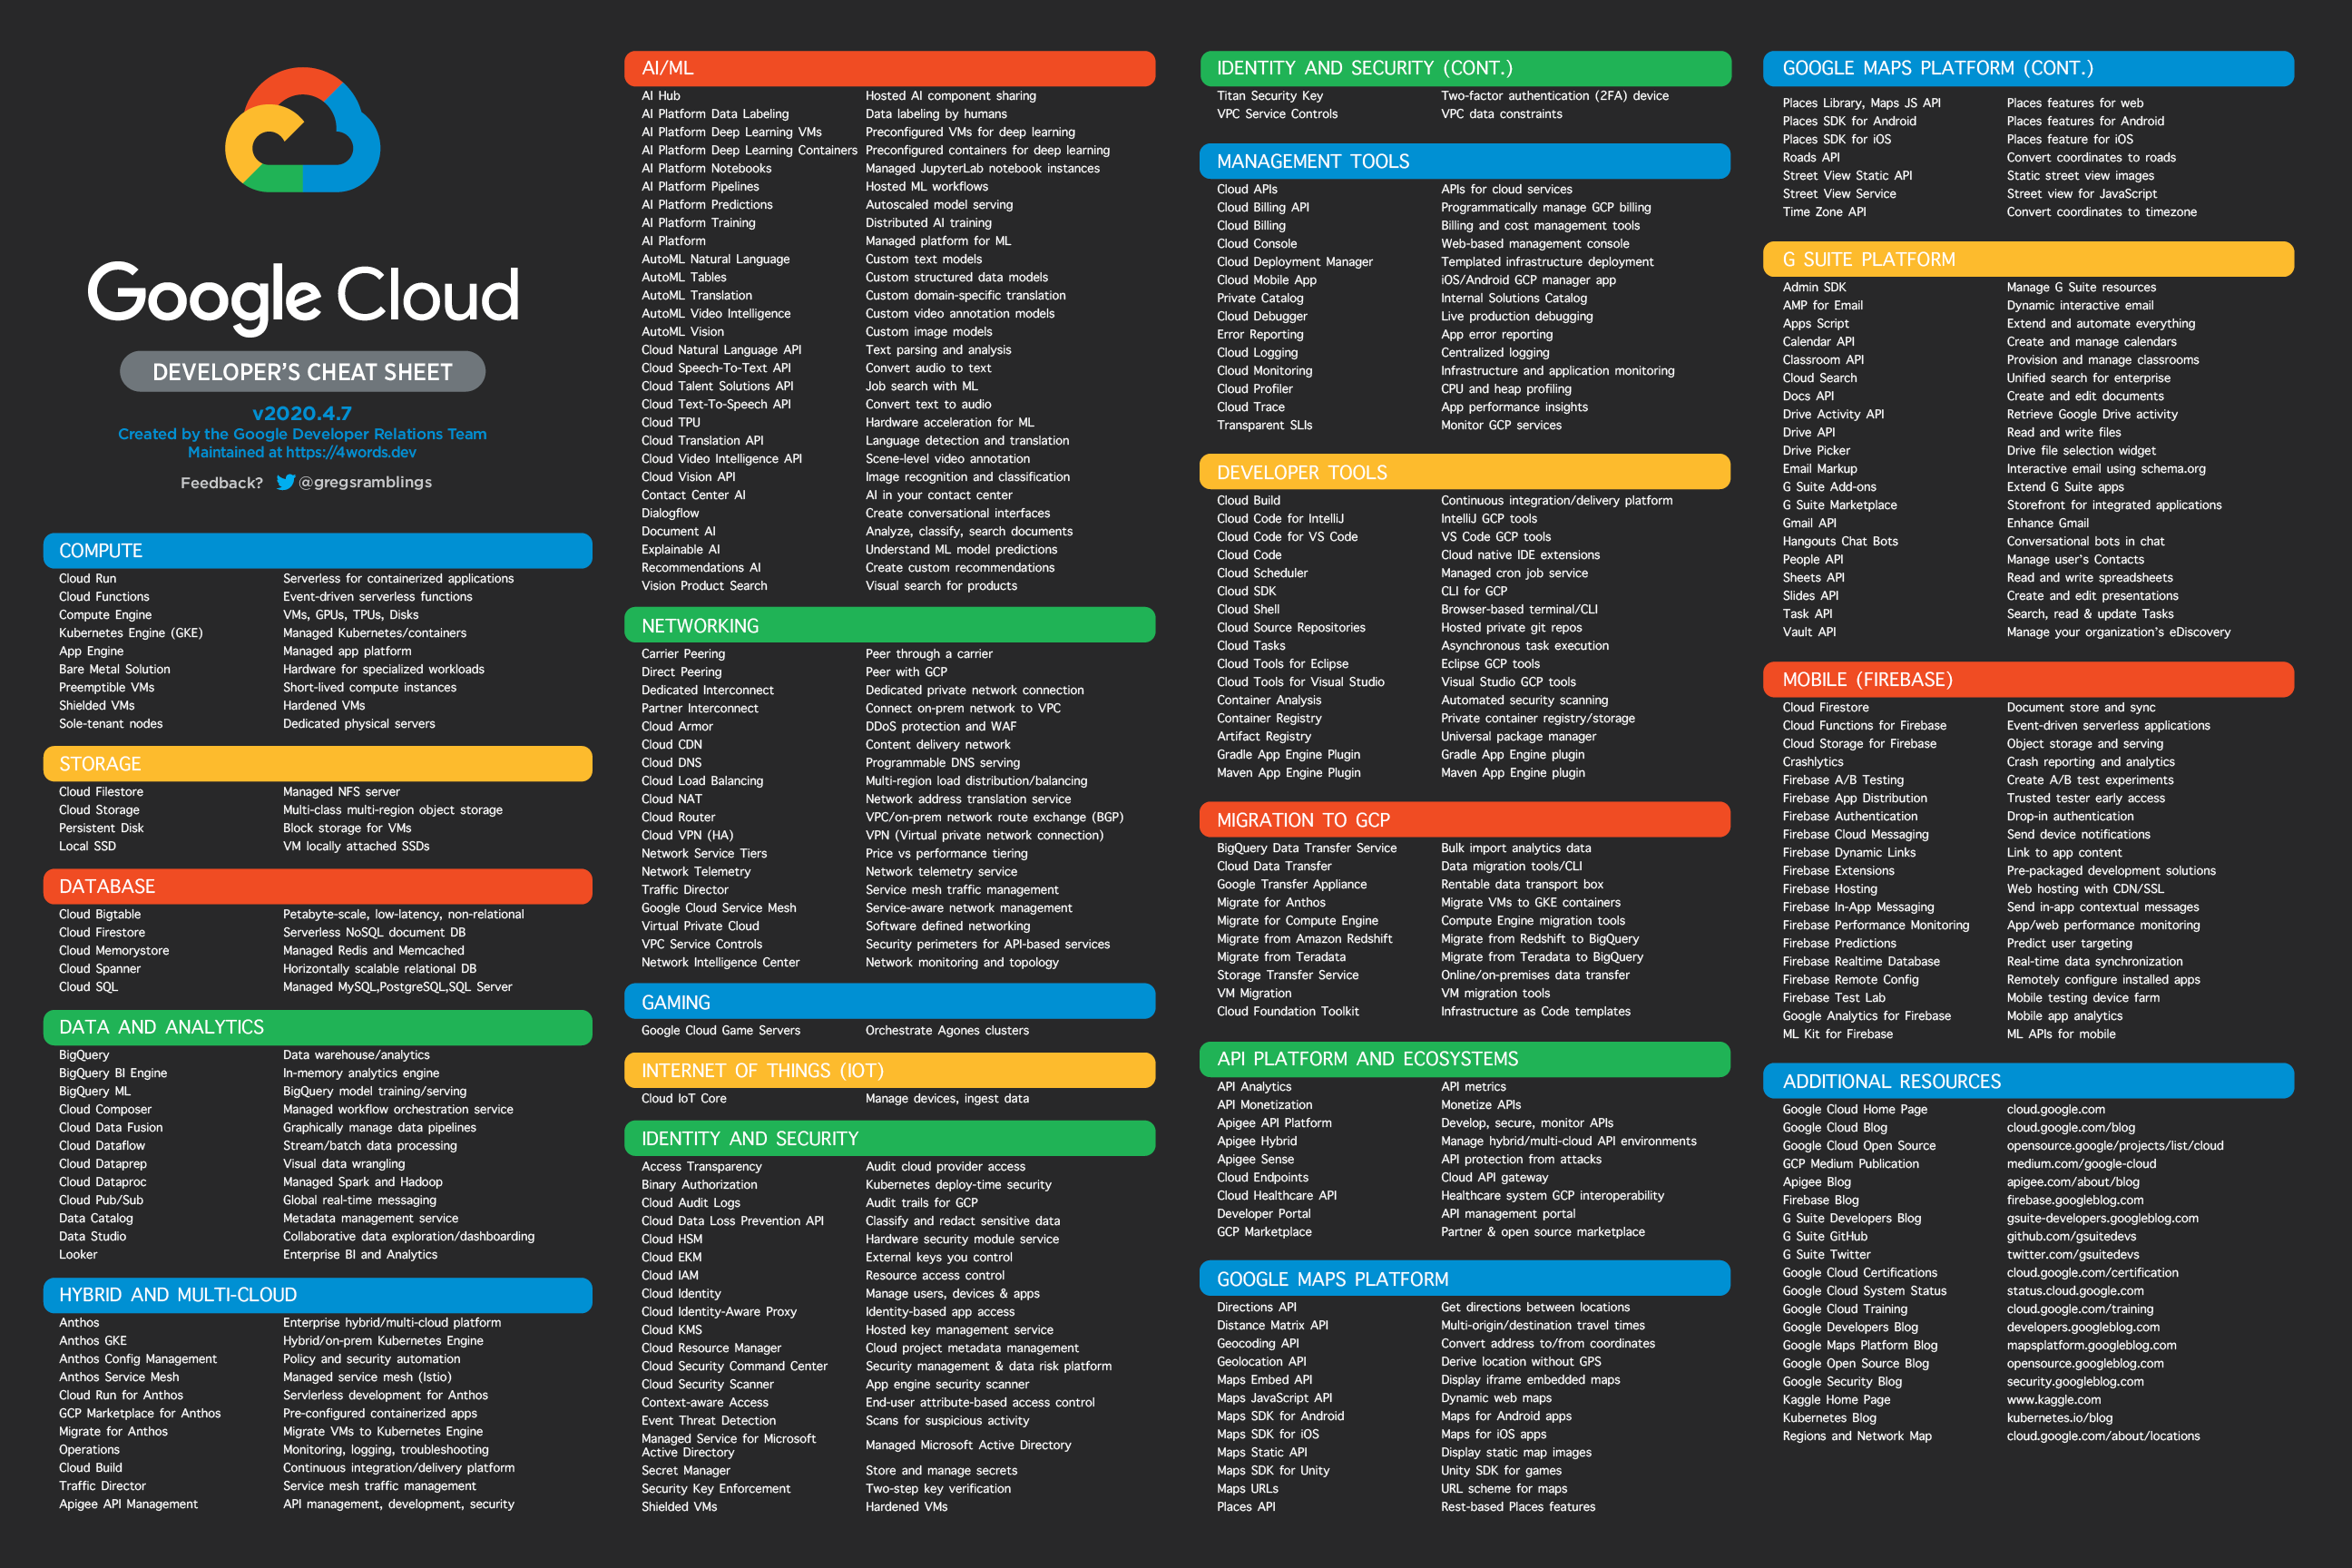 Google Cloud
DEVELOPER'S CHEAT SHEET
v2020.4.7
Created by the Google Developer Relations Team
Maintained at https://4words.dev
Feedback? @gregsramblings
COMPUTE
Cloud Run Serverless for containerized applications
Cloud Functions Event-driven serverless functions
Compute Engine VMs, GPUs, TPUs, Disks
Kubernetes Engine (GKE) Managed Kubernetes/containers
App Engine Managed app platform
Bare Metal Solution Hardware for specialized workloads
Preemptible VMs Short-lived compute instances
Shielded VMs Hardened VMs
Sole-tenant nodes Dedicated physical servers
STORAGE
Cloud Filestore Managed NFS server
Cloud Storage Multi-class multi-region object storage
Persistent Disk Block storage for VMs
Local SSD VM locally attached SSDs
DATABASE
Cloud Bigtable Petabyte-scale, low-latency, non-relational
Cloud Firestore Serverless NoSQL document DB
Cloud Memorystore Managed Redis and Memcached
Cloud Spanner Horizontally scalable relational DB
Cloud SQL Managed MySQL,PostgreSQL,SQL Server
DATA AND ANALYTICS
BigQuery Data warehouse/analytics
BigQuery BI Engine In-memory analytics engine
BigQuery ML BigQuery model training/serving
Cloud Composer Managed workflow orchestration service
Cloud Data Fusion Graphically manage data pipelines
Cloud Dataflow Stream/batch data processing
Cloud Dataprep Visual data wrangling
Cloud Dataproc Managed Spark and Hadoop
Cloud Pub/Sub Global real-time messaging
Data Catalog Metadata management service
Data Studio Collaborative data exploration/dashboarding
Looker Enterprise BI and Analytics
HYBRID AND MULTI-CLOUD
Anthos Enterprise hybrid/multi-cloud platform
Anthos GKE Hybrid/on-prem Kubernetes Engine
Anthos Config Management Policy and security automation
Anthos Service Mesh Managed service mesh (Istio)
Cloud Run for Anthos Servlerless development for Anthos
GCP Marketplace for Anthos Pre-configured containerized apps
Migrate for Anthos Migrate VMs to Kubernetes Engine
Operations Monitoring, logging, troubleshooting
Cloud Build Continuous integration/delivery platform
Traffic Director Service mesh traffic management
Apigee API Management API management, development, security
AI/ML
AI Hub Hosted AI component sharing
AI Platform Data Labeling Data labeling by humans
AI Platform Deep Learning VMs Preconfigured VMs for deep learning
AI Platform Deep Learning Containers Preconfigured containers for deep learning
AI Platform Notebooks Managed JupyterLab notebook instances
AI Platform Pipelines Hosted ML workflows
AI Platform Predictions Autoscaled model serving
AI Platform Training Distributed AI training
AI Platform Managed platform for ML
AutoML Natural Language Custom text models
AutoML Tables Custom structured data models
AutoML Translation Custom domain-specific translation
AutoML Video Intelligence Custom video annotation models
AutoML Vision Custom image models
Cloud Natural Language API Text parsing and analysis
Cloud Speech-To-Text API Convert audio to text
Cloud Talent Solutions API Job search with ML
Cloud Text-To-Speech API Convert text to audio
Cloud TPU Hardware acceleration for ML
Cloud Translation API Language detection and translation
Cloud Video Intelligence API Scene-level video annotation
Cloud Vision API Image recognition and classification
Contact Center AI AI in your contact center
Dialogflow Create conversational interfaces
Document AI Analyze, classify, search documents
Explainable AI Understand ML model predictions
Recommendations AI Create custom recommendations
Vision Product Search Visual search for products
NETWORKING
Carrier Peering Peer through a carrier
Direct Peering Peer with GCP
Dedicated Interconnect Dedicated private network connection
Partner Interconnect Connect on-prem network to VPC
Cloud Armor DDoS protection and WAF
Cloud CDN Content delivery network
Cloud DNS Programmable DNS serving
Cloud Load Balancing Multi-region load distribution/balancing
Cloud NAT Network address translation service
Cloud Router VPC/on-prem network route exchange (BGP)
Cloud VPN (HA) VPN (Virtual private network connection)
Network Service Tiers Price vs performance tiering
Network Telemetry Network telemetry service
Traffic Director Service mesh traffic management
Google Cloud Service Mesh Service-aware network management
Virtual Private Cloud Software defined networking
VPC Service Controls Security perimeters for API-based services
Network Intelligence Center Network monitoring and topology
GAMING
Google Cloud Game Servers Orchestrate Agones clusters
INTERNET OF THINGS (IOT)
Cloud IoT Core Manage devices, ingest data
IDENTITY AND SECURITY
Access Transparency Audit cloud provider access
Binary Authorization Kubernetes deploy-time security
Cloud Audit Logs Audit trails for GCP
Cloud Data Loss Prevention API Classify and redact sensitive data
Cloud HSM Hardware security module service
Cloud EKM External keys you control
Cloud IAM Resource access control
Cloud Identity Manage users, devices & apps
Cloud Identity-Aware Proxy Identity-based app access
Cloud KMS Hosted key management service
Cloud Resource Manager Cloud project metadata management
Cloud Security Command Center Security management & data risk platform
Cloud Security Scanner App engine security scanner
Context-aware Access End-user attribute-based access control
Event Threat Detection Scans for suspicious activity
Managed Service for Microsoft
Active Directory Managed Microsoft Active Directory
Secret Manager Store and manage secrets
Security Key Enforcement Two-step key verification
Shielded VMs Hardened VMs
IDENTITY AND SECURITY (CONT.)
Titan Security Key Two-factor authentication (2FA) device
VPC Service Controls VPC data constraints
MANAGEMENT TOOLS
Cloud APIs APIs for cloud services
Cloud Billing API Programmatically manage GCP billing
Cloud Billing Billing and cost management tools
Cloud Console Web-based management console
Cloud Deployment Manager Templated infrastructure deployment
Cloud Mobile App iOS/Android GCP manager app
Private Catalog Internal Solutions Catalog
Cloud Debugger Live production debugging
Error Reporting App error reporting
Cloud Logging Centralized logging
Cloud Monitoring Infrastructure and application monitoring
Cloud Profiler CPU and heap profiling
Cloud Trace App performance insights
Transparent SLIs Monitor GCP services
DEVELOPER TOOLS
Cloud Build Continuous integration/delivery platform
Cloud Code for IntelliJ IntelliJ GCP tools
Cloud Code for VS Code VS Code GCP tools
Cloud Code Cloud native IDE extensions
Cloud Scheduler Managed cron job service
Cloud SDK CLI for GCP
Cloud Shell Browser-based terminal/CLI
Cloud Source Repositories Hosted private git repos
Cloud Tasks Asynchronous task execution
Cloud Tools for Eclipse Eclipse GCP tools
Cloud Tools for Visual Studio Visual Studio GCP tools
Container Analysis Automated security scanning
Container Registry Private container registry/storage
Artifact Registry Universal package manager
Gradle App Engine Plugin Gradle App Engine plugin
Maven App Engine Plugin Maven App Engine plugin
MIGRATION TO GCP
BigQuery Data Transfer Service Bulk import analytics data
Cloud Data Transfer Data migration tools/CLI
Google Transfer Appliance Rentable data transport box
Migrate for Anthos Migrate VMs to GKE containers
Migrate for Compute Engine Compute Engine migration tools
Migrate from Amazon Redshift Migrate from Redshift to BigQuery
Migrate from Teradata Migrate from Teradata to BigQuery
Storage Transfer Service Online/on-premises data transfer
VM Migration VM migration tools
Cloud Foundation Toolkit Infrastructure as Code templates
API PLATFORM AND ECOSYSTEMS
API Analytics API metrics
API Monetization Monetize APIs
Apigee API Platform Develop, secure, monitor APIs
Apigee Hybrid Manage hybrid/multi-cloud API environments
Apigee Sense API protection from attacks
Cloud Endpoints Cloud API gateway
Cloud Healthcare API Healthcare system GCP interoperability
Developer Portal API management portal
GCP Marketplace Partner & open source marketplace
GOOGLE MAPS PLATFORM
Directions API Get directions between locations
Distance Matrix API Multi-origin/destination travel times
Geocoding API Convert address to/from coordinates
Geolocation API Derive location without GPS
Maps Embed API Display iframe embedded maps
Maps JavaScript API Dynamic web maps
Maps SDK for Android Maps for Android apps
Maps SDK for iOS Maps for iOS apps
Maps Static API Display static map images
Maps SDK for Unity Unity SDK for games
Maps URLs URL scheme for maps
Places API Rest-based Places features
GOOGLE MAPS PLATFORM (CONT.)
Places Library, Maps JS API Places features for web
Places SDK for Android Places features for Android
Places SDK for iOS Places feature for iOS
Roads API Convert coordinates to roads
Street View Static API Static street view images
Street View Service Street view for JavaScript
Time Zone API Convert coordinates to timezone
G SUITE PLATFORM
Admin SDK Manage G Suite resources
AMP for Email Dynamic interactive email
Apps Script Extend and automate everything
Calendar API Create and manage calendars
Classroom API Provision and manage classrooms
Cloud Search Unified search for enterprise
Docs API Create and edit documents
Drive Activity API Retrieve Google Drive activity
Drive API Read and write files
Drive Picker Drive file selection widget
Email Markup Interactive email using schema.org
G Suite Add-ons Extend G Suite apps
G Suite Marketplace Storefront for integrated applications
Gmail API Enhance Gmail
Hangouts Chat Bots Conversational bots in chat
People API Manage user's Contacts
Sheets API Read and write spreadsheets
Slides API Create and edit presentations
Task API Search, read & update Tasks
Vault API Manage your organization's eDiscovery
MOBILE (FIREBASE)
Cloud Firestore Document store and sync
Cloud Functions for Firebase Event-driven serverless applications
Cloud Storage for Firebase Object storage and serving
Crashlytics Crash reporting and analytics
Firebase A/B Testing Create A/B test experiments
Firebase App Distribution Trusted tester early access
Firebase Authentication Drop-in authentication
Firebase Cloud Messaging Send device notifications
Firebase Dynamic Links Link to app content
Firebase Extensions Pre-packaged development solutions
Firebase Hosting Web hosting with CDN/SSL
Firebase In-App Messaging Send in-app contextual messages
Firebase Performance Monitoring App/web performance monitoring
Firebase Predictions Predict user targeting
Firebase Realtime Database Real-time data synchronization
Firebase Remote Config Remotely configure installed apps
Firebase Test Lab Mobile testing device farm
Google Analytics for Firebase Mobile app analytics
ML Kit for Firebase ML APIs for mobile
ADDITIONAL RESOURCES
Google Cloud Home Page cloud.google.com
Google Cloud Blog cloud.google.com/blog
Google Cloud Open Source opensource.google/projects/list/cloud
GCP Medium Publication medium.com/google-cloud
Apigee Blog apigee.com/about/blog
Firebase Blog firebase.googleblog.com
G Suite Developers Blog gsuite-developers.googleblog.com
G Suite GitHub github.com/gsuitedevs
G Suite Twitter twitter.com/gsuitedevs
Google Cloud Certifications cloud.google.com/certification
Google Cloud System Status status.cloud.google.com
Google Cloud Training cloud.google.com/training
Google Developers Blog developers.googleblog.com
Google Maps Platform Blog mapsplatform.googleblog.com
Google Open Source Blog opensource.googleblog.com
Google Security Blog security.googleblog.com
Kaggle Home Page www.kaggle.com
Kubernetes Blog kubernetes.io/blog
Regions and Network Map cloud.google.com/about/locations